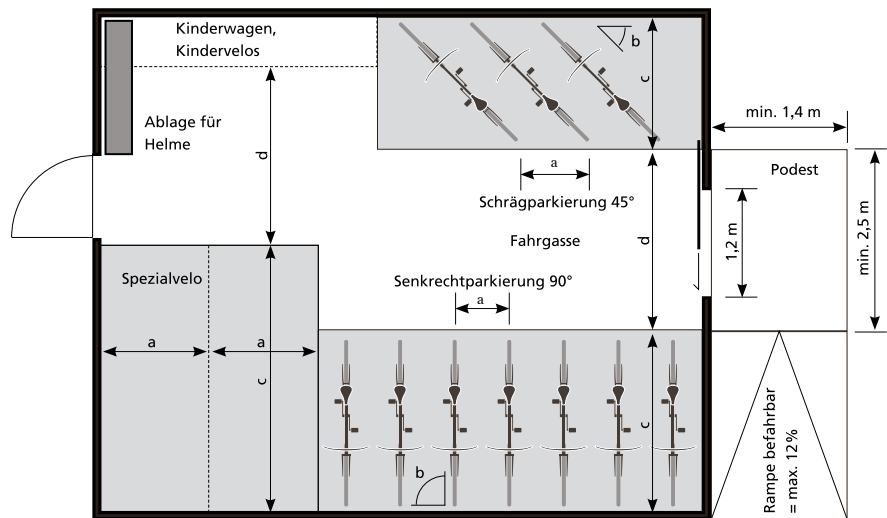 Kinderwagen,
Kindervelos
b
c
min. 1,4 m
Ablage für
Helme
d
a
Podest
Schrägparkierung 45°
Fahrgasse
d
1,2 m
min. 2,5 m
Spezialvelo
Senkrechtparkierung 90°
a
a
a
c
c
b
Rampe befahrbar
= max. 12 %